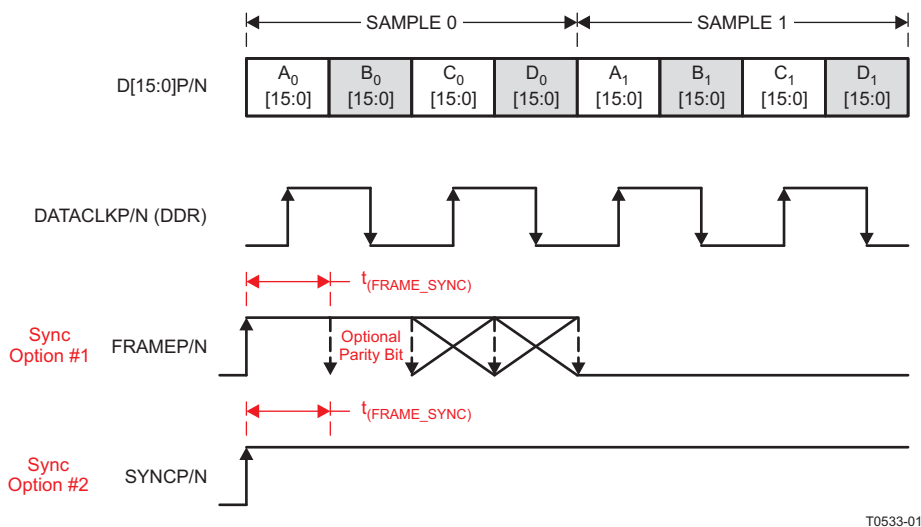 SAMPLE 0
SAMPLE 1
D[15:0]P/N
A0
[15:0]
B0
[15:0]
C0
[15:0]
D0
[15:0]
A1
[15:0]
B1
[15:0]
C1
[15:0]
D1
[15:0]
DATACLKP/N (DDR)
t(FRAME_SYNC)
Sync
Option #1
FRAMEP/N
Optional
Parity Bit
t(FRAME_SYNC)
Sync
Option #2
SYNCP/N
T0533-01